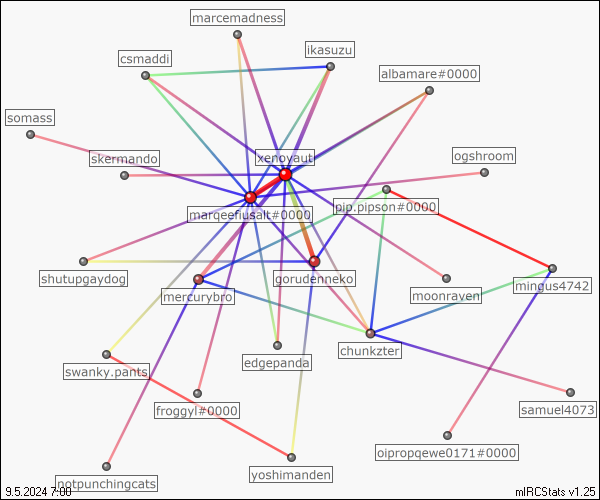 marcemadness
ikasuzu
csmaddi
albamare#0000
somass
xenoyaut
ogshroom
skernando
pip.pipson#0000
marqeefiusalt#0000
shutupgaydog
gorudenneko
mingus4742
mercurybro
moonraven
chunkzter
edgepanda
swanky.pants
froggyl#0000
samuel4073
oipropqewe0171#0000
yoshimanden
notpunchingcats
9.5.2024 7:00
mIRCStats v1.25